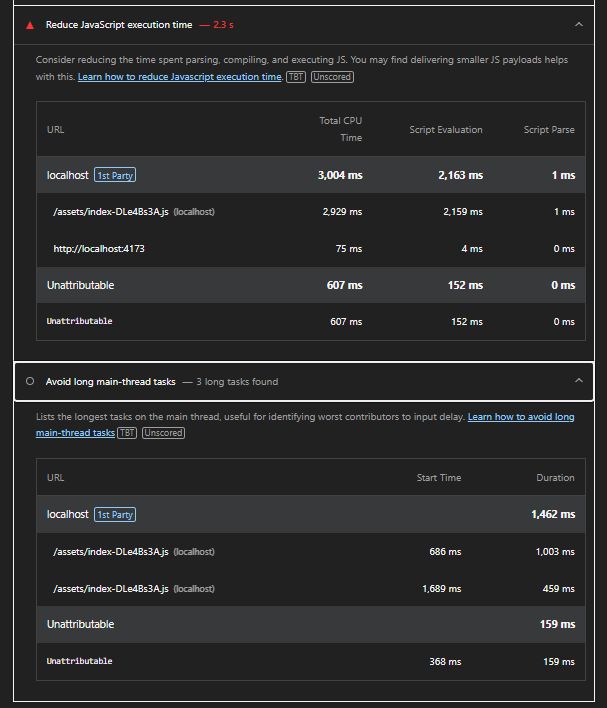 Reduce JavaScript execution time — 2.3 s
Consider reducing the time spent parsing, compiling, and executing JS. You may find delivering smaller JS payloads helps
with this. Learn how to reduce Javascript execution time. TBT Unscored
URL Total CPU Time Script Evaluation Script Parse
localhost 1st Party 3,004 ms 2,163 ms 1 ms
/assets/index-DLe4Bs3A.js (localhost) 2,929 ms 2,159 ms 1 ms
http://localhost:4173 75 ms 4 ms 0 ms
Unattributable 607 ms 152 ms 0 ms
Unattributable 607 ms 152 ms 0 ms
Avoid long main-thread tasks — 3 long tasks found
Lists the longest tasks on the main thread, useful for identifying worst contributors to input delay. Learn how to avoid long
main-thread tasks TBT Unscored
URL Start Time Duration
localhost 1st Party 1,462 ms
/assets/index-DLe4Bs3A.js (localhost) 686 ms 1,003 ms
/assets/index-DLe4Bs3A.js (localhost) 1,689 ms 459 ms
Unattributable 159 ms
Unattributable 368 ms 159 ms